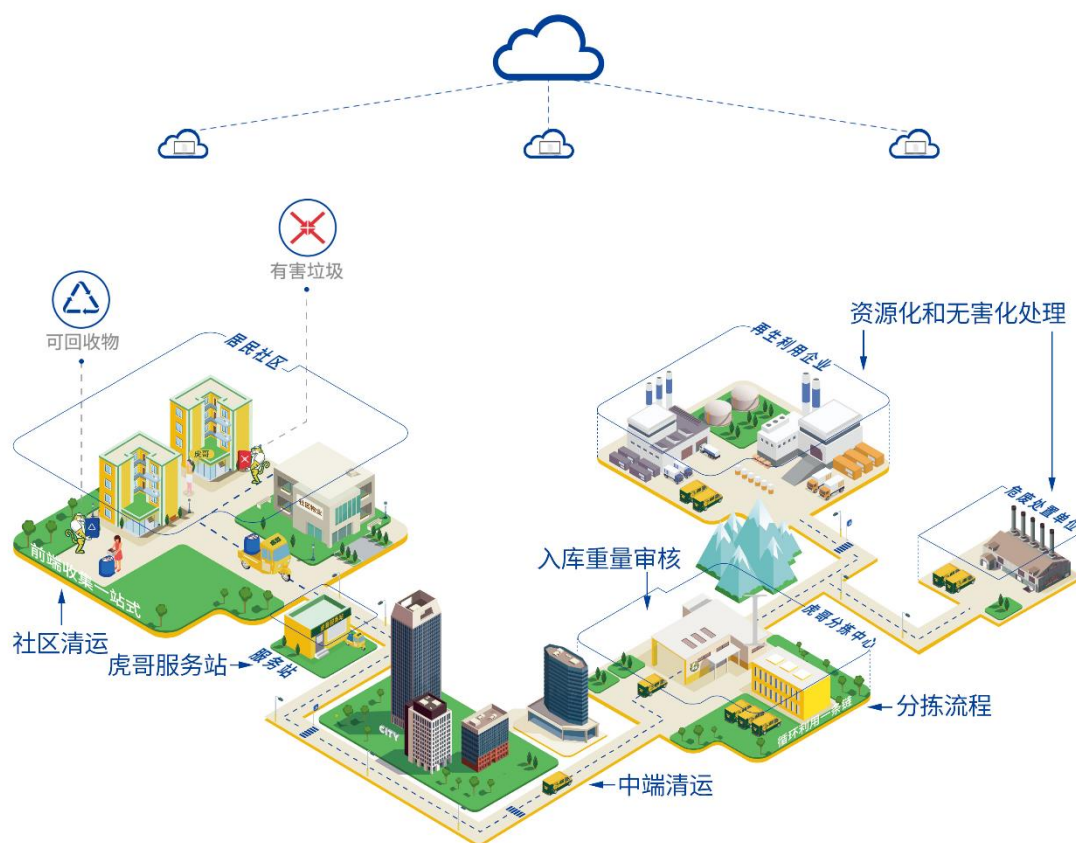 有害垃圾
可回收物
居民社区
虎哥
社区清运
前端收集一站式
虎哥服务站
服务站
CITY
中端清运
入库重量审核
虎哥分拣中心
分拣流程
循环利用一条链
再生利用企业
资源化和无害化处理
危废处置单位